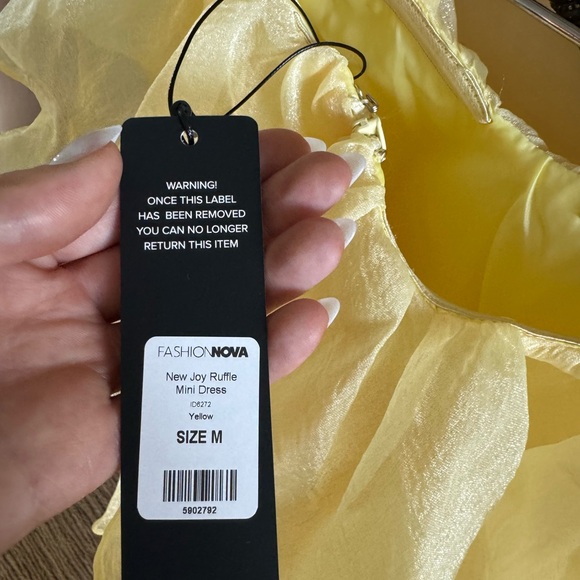 WARNING!
ONCE THIS LABEL
HAS BEEN REMOVED
YOU CAN NO LONGER
RETURN THIS ITEM
FASHIONNOVA
New Joy Ruffle
Mini Dress
IC6272
Yellow
SIZE M
5902792